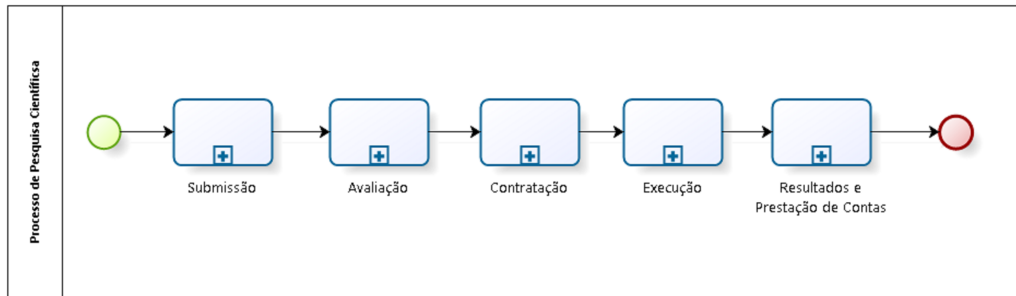 Processo de Pesquisa Científicsa
Submissão
Avaliação
Contratação
Execução
Resultados e
Prestação de Contas